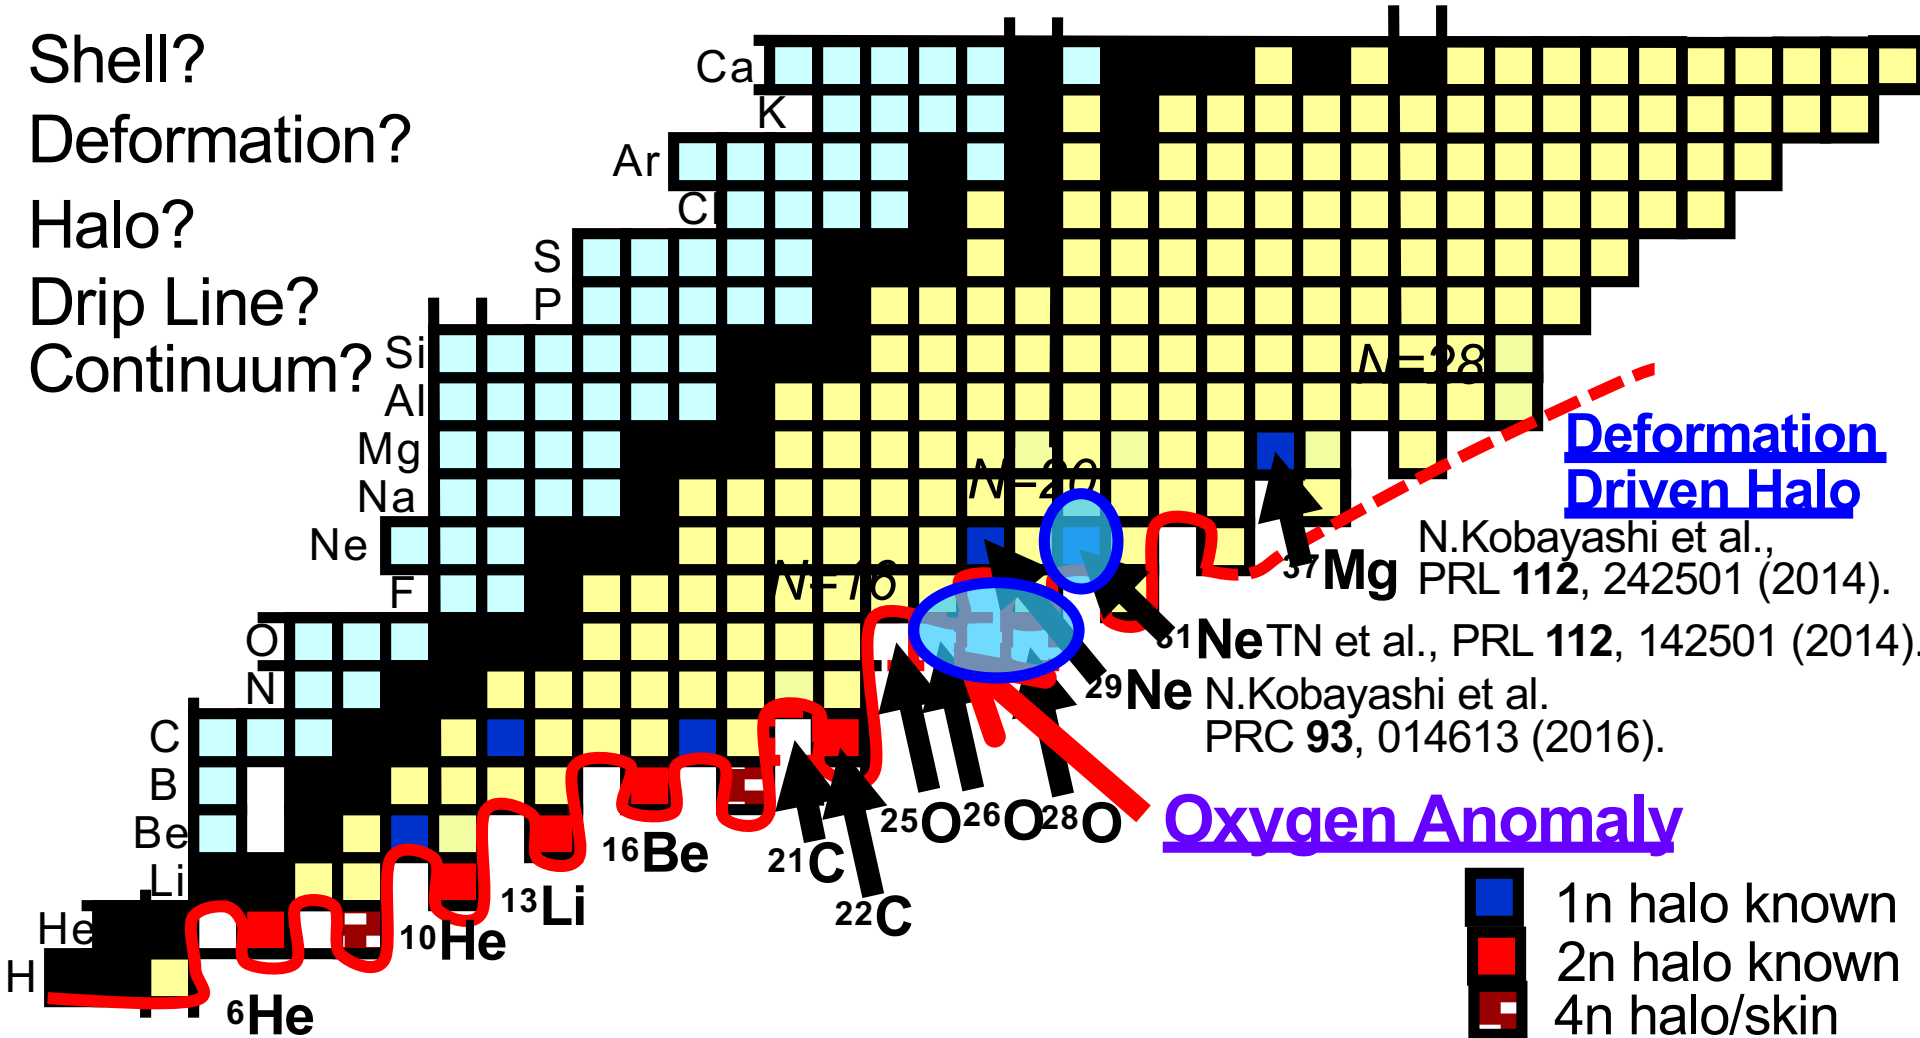 Shell?
Deformation?
Halo?
Drip Line?
Continuum?
Ca
K
Ar
Cl
S
P
Si
Al
Mg
Na
Ne
F
O
N
C
B
Be
Li
He
H
N=28
N=20
N=16
Deformation
Driven Halo
37Mg N.Kobayashi et al.,
PRL 112, 242501 (2014).
31Ne TN et al., PRL 112, 142501 (2014).
29Ne N.Kobayashi et al.
PRC 93, 014613 (2016).
25O 26O 28O
Oxygen Anomaly
16Be
21C
22C
13Li
10He
6He
1n halo known
2n halo known
4n halo/skin